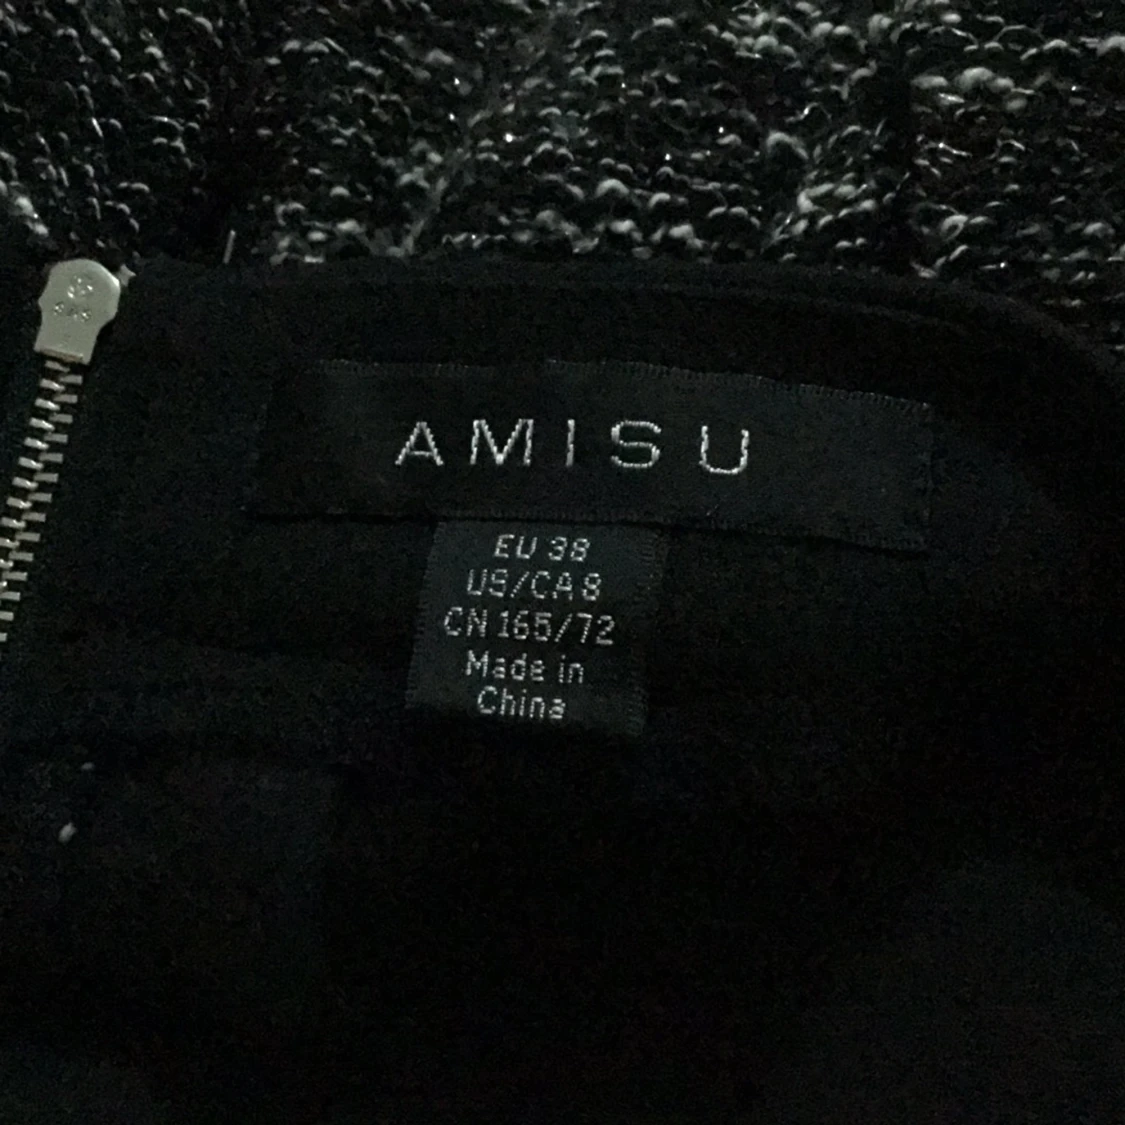 AMISU
EU 38
US/CA 8
CN 165/72
Made in
China